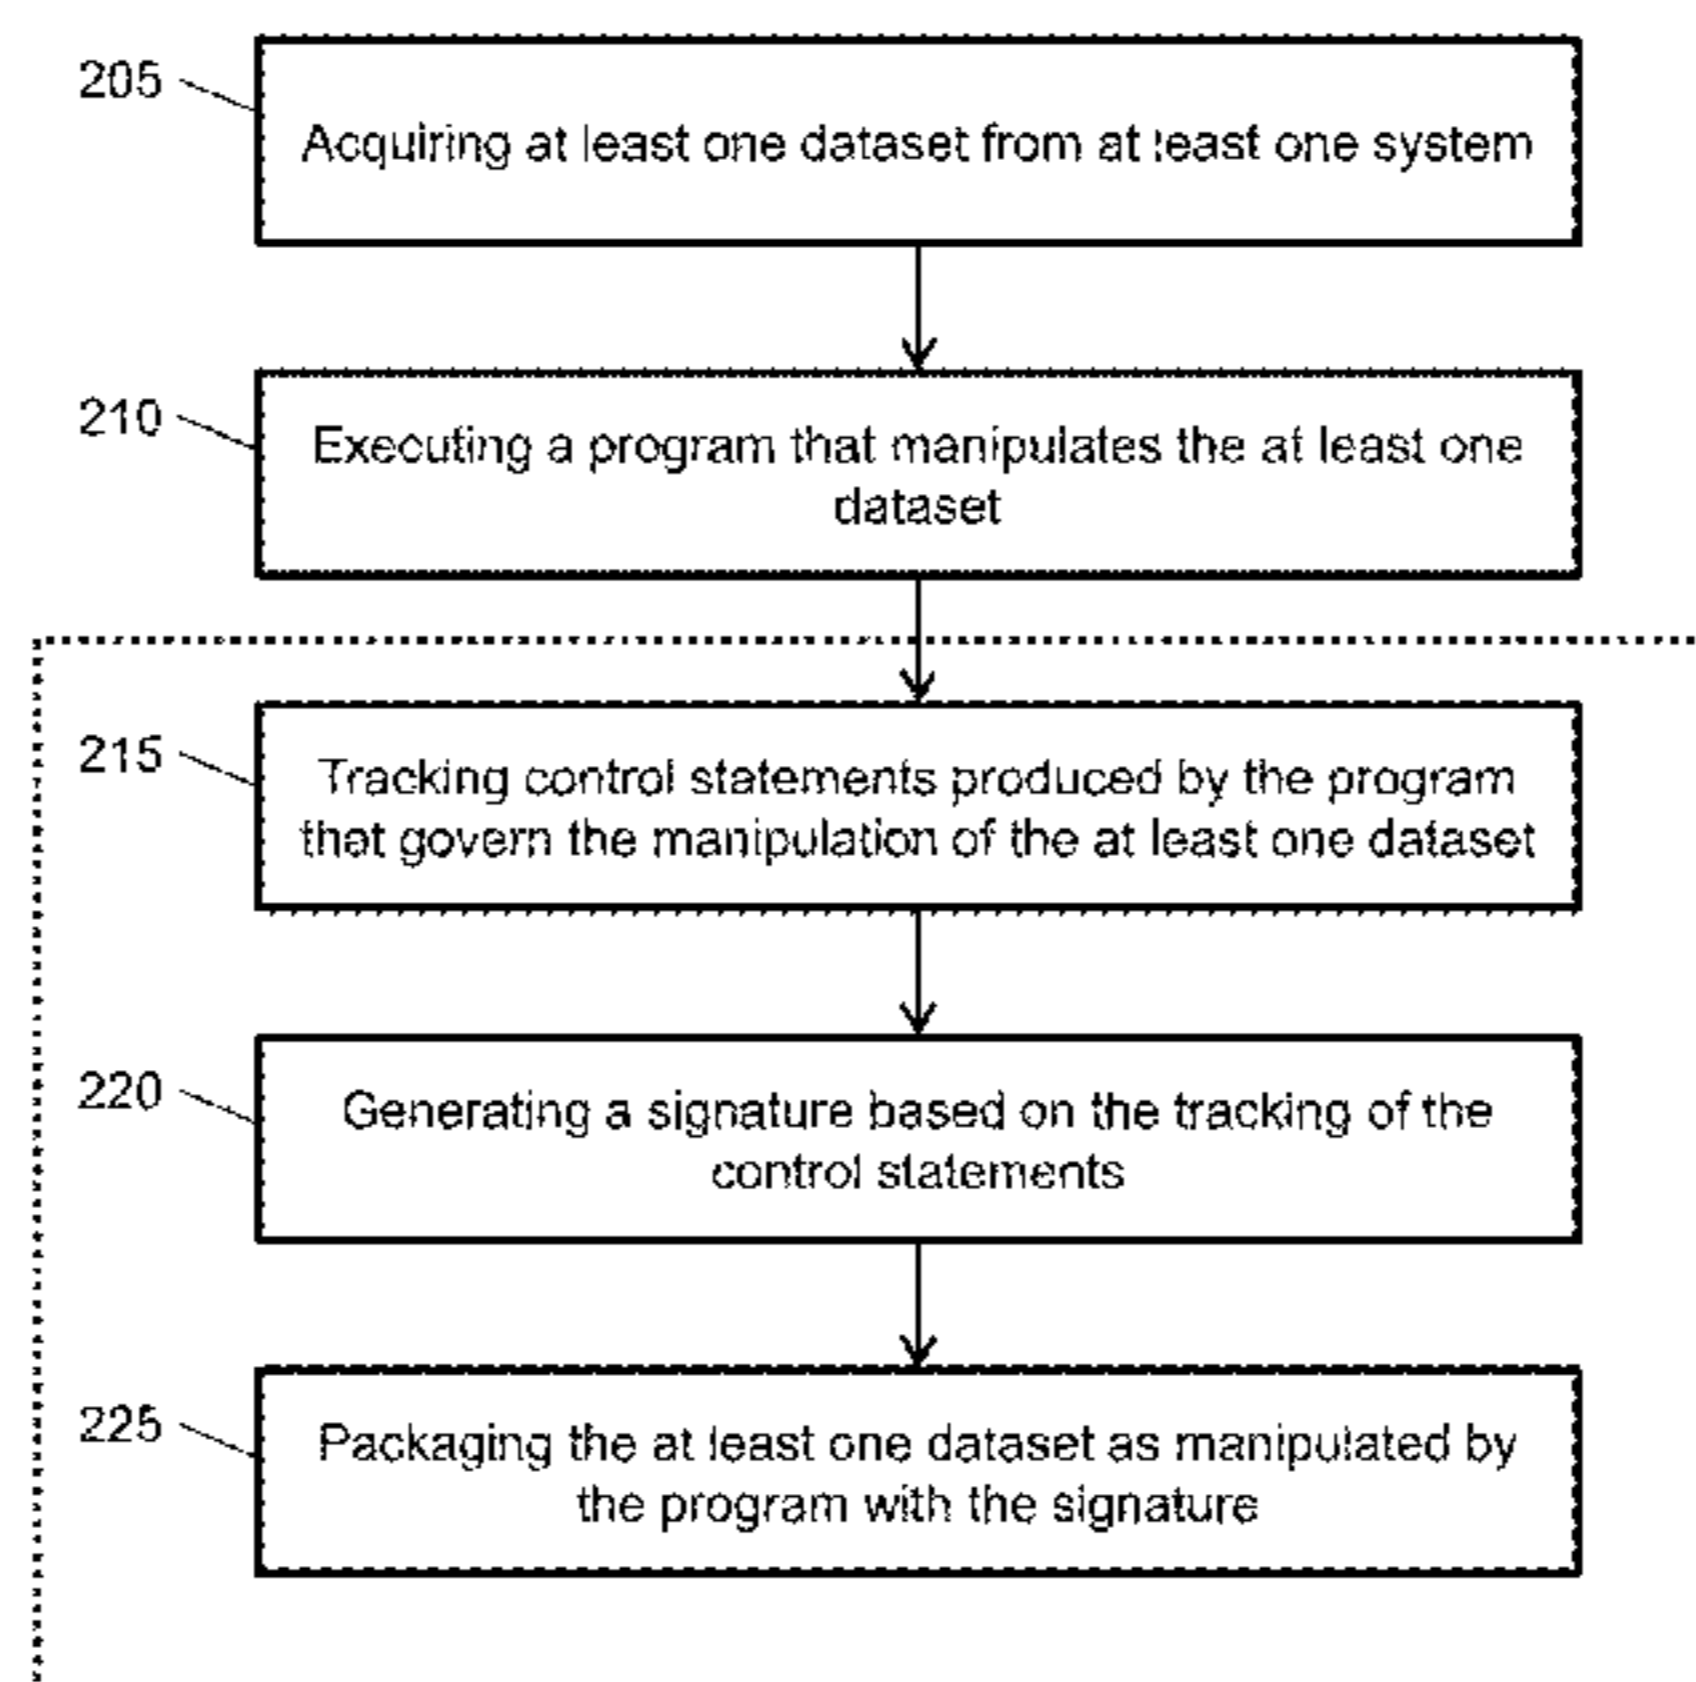 205
Acquiring at least one dataset from at least one system
210
Executing a program that manipulates the at least one
dataset
215
Tracking control statements produced by the program
that govern the manipulation of the at least one dataset
220
Generating a signature based on the tracking of the
control statements
225
Packaging the at least one dataset as manipulated by
the program with the signature